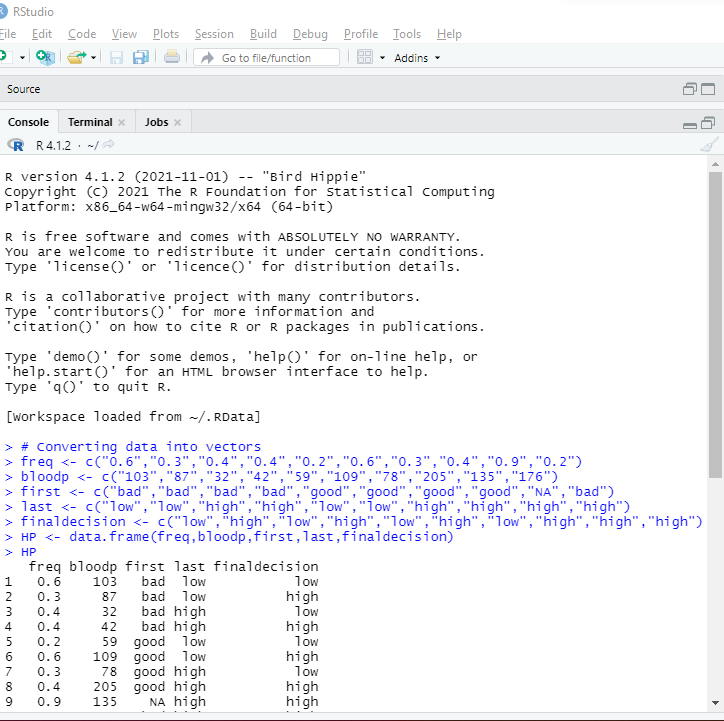 RStudio
File Edit Code View Plots Session Build Debug Profile Tools Help
Go to file/function Addins
Source
Console Terminal Jobs
R 4.1.2 · ~/
R version 4.1.2 (2021-11-01) -- "Bird Hippie"
Copyright (C) 2021 The R Foundation for Statistical Computing
Platform: x86_64-w64-mingw32/x64 (64-bit)
R is free software and comes with ABSOLUTELY NO WARRANTY.
You are welcome to redistribute it under certain conditions.
Type 'license()' or 'licence()' for distribution details.
R is a collaborative project with many contributors.
Type 'contributors()' for more information and
'citation()' on how to cite R or R packages in publications.
Type 'demo()' for some demos, 'help()' for on-line help, or
'help.start()' for an HTML browser interface to help.
Type 'q()' to quit R.
[Workspace loaded from ~/.RData]
> # Converting data into vectors
> freq <- c("0.6","0.3","0.4","0.4","0.2","0.6","0.3","0.4","0.9","0.2")
> bloodp <- c("103","87","32","42","59","109","78","205","135","176")
> first <- c("bad","bad","bad","bad","good","good","good","good","NA","bad")
> last <- c("low","low","high","high","low","low","high","high","high","high")
> finaldecision <- c("low","high","low","high","low","high","low","high","high","high")
> HP <- data.frame(freq,bloodp,first,last,finaldecision)
> HP
freq bloodp first last finaldecision
1 0.6 103 bad low low
2 0.3 87 bad low high
3 0.4 32 bad high low
4 0.4 42 bad high high
5 0.2 59 good low low
6 0.6 109 good low high
7 0.3 78 good high low
8 0.4 205 good high high
9 0.9 135 NA high high